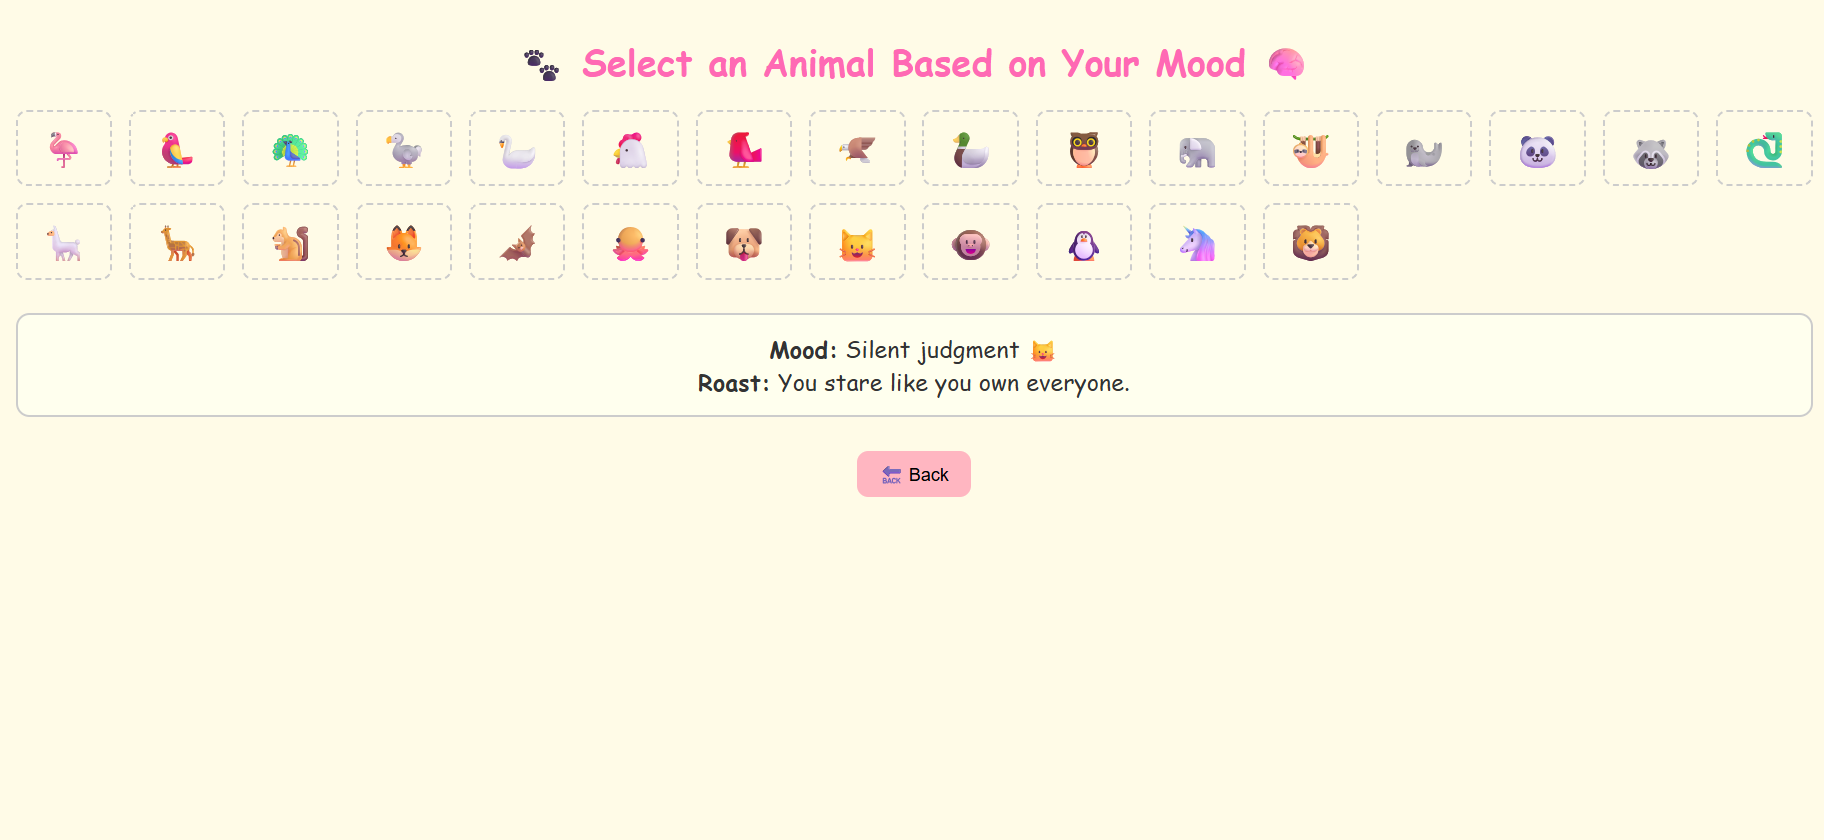 Select an Animal Based on Your Mood
Mood: Silent judgment
Roast: You stare like you own everyone.
BACK Back